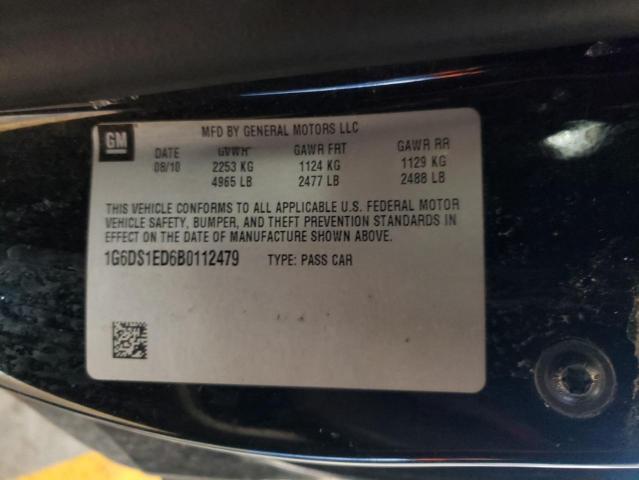 GM
MFD BY GENERAL MOTORS LLC
DATE GVWR GAWR FRT GAWR RR
08/10 2253 KG 1124 KG 1129 KG
4965 LB 2477 LB 2488 LB
THIS VEHICLE CONFORMS TO ALL APPLICABLE U.S. FEDERAL MOTOR
VEHICLE SAFETY, BUMPER, AND THEFT PREVENTION STANDARDS IN
EFFECT ON THE DATE OF MANUFACTURE SHOWN ABOVE.
1G6DS1ED6B0112479 TYPE: PASS CAR